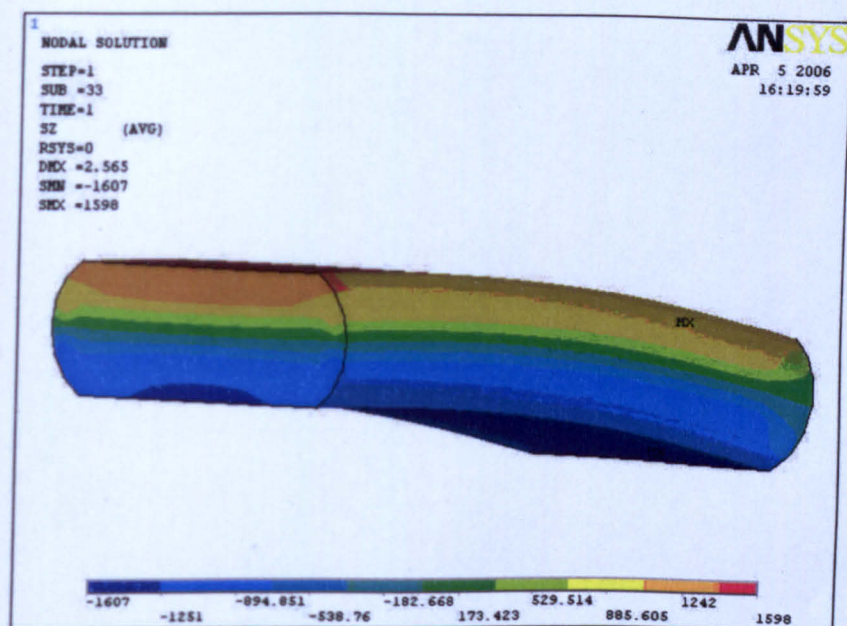 1
NODAL SOLUTION
STEP=1
SUB =33
TIME=1
SZ (AVG)
RSYS=0
DMX =2.565
SMN =-1607
SMX =1598
ANSYS
APR 5 2006
16:19:59
MX
-1607 -894.851 -182.668 529.514 1242
-1251 -538.76 173.423 885.605 1598